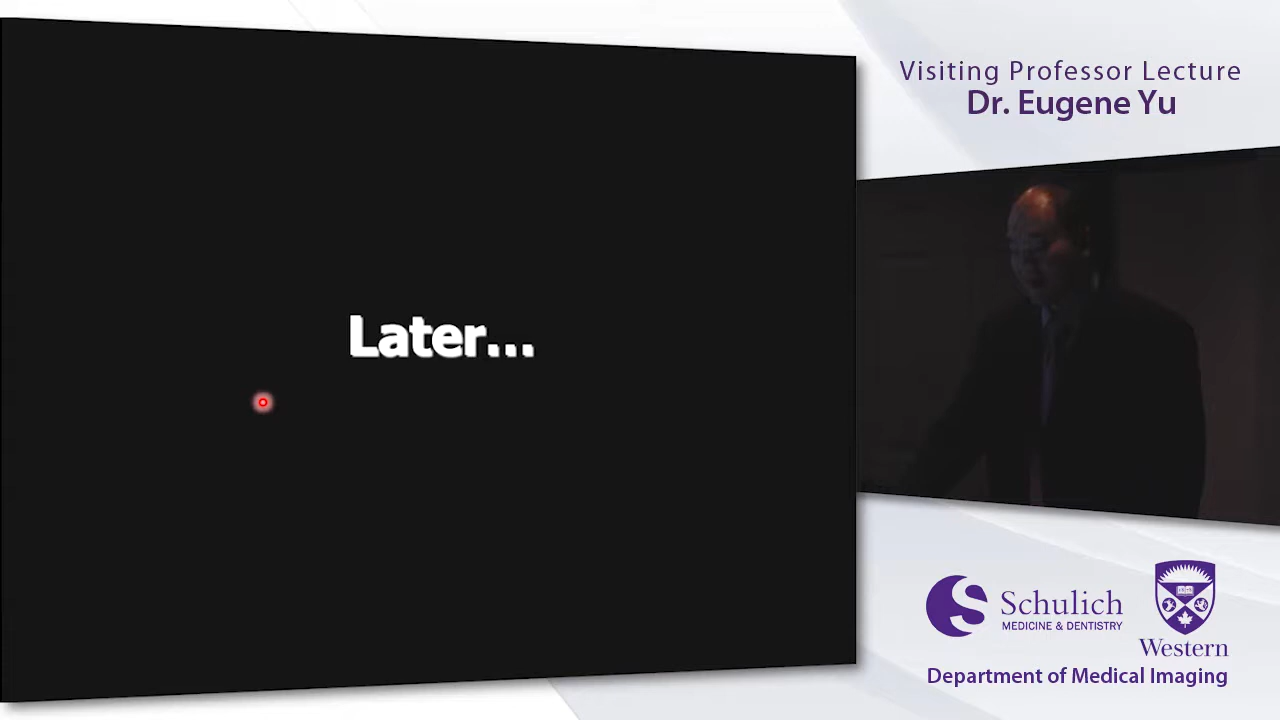 Later...
Visiting Professor Lecture
Dr. Eugene Yu
Schulich
MEDICINE & DENTISTRY
Western
Department of Medical Imaging